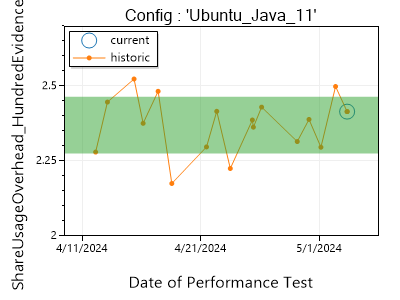 Config : 'Ubuntu_Java_11'
ShareUsageOverhead_HundredEvidence
current
historic
2.5
2.25
2
4/11/2024 4/21/2024 5/1/2024
Date of Performance Test